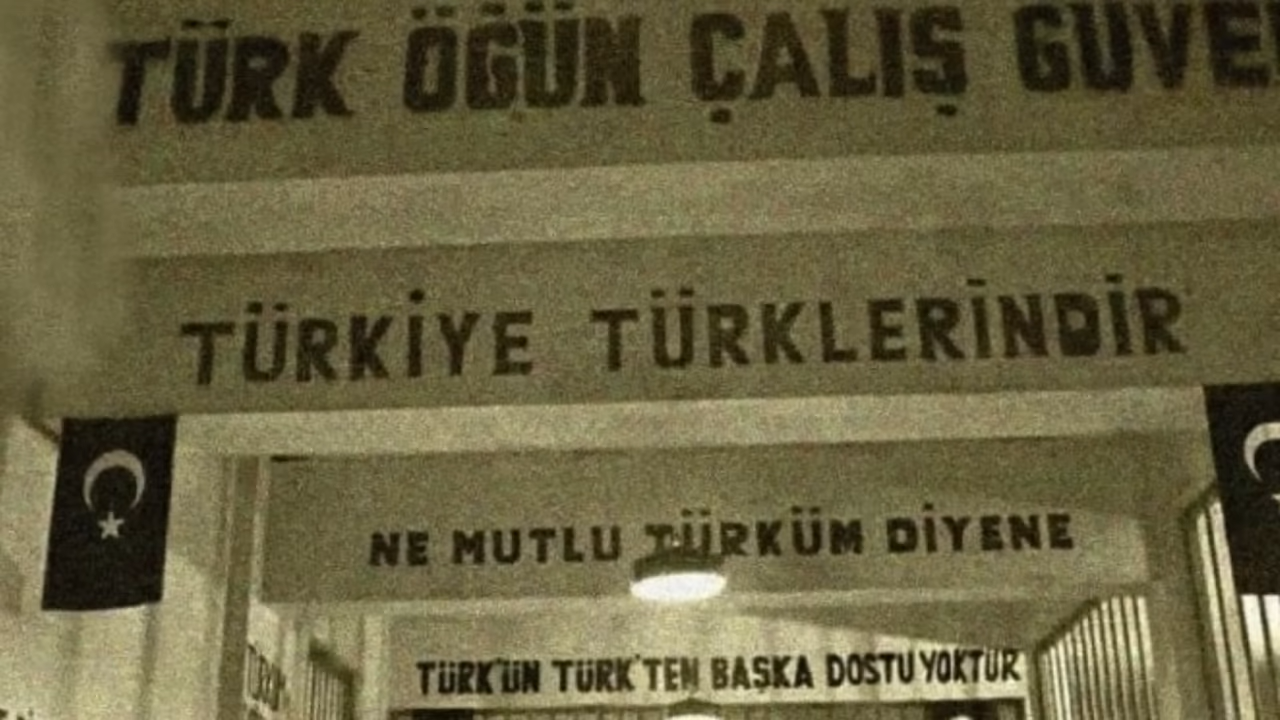 TÜRK ÖĞÜN ÇALIŞ GÜVE
TÜRKİYE TÜRKLERİNDİR
NE MUTLU TÜRKÜM DİYENE
TÜRK'ÜN TÜRK'TEN BAŞKA DOSTU YOKTUR